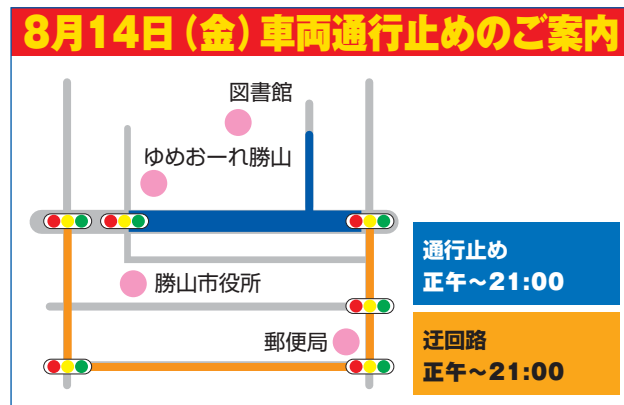 8月14日(金)車両通行止めのご案内
図書館
ゆめおーれ勝山
勝山市役所
郵便局
通行止め
正午～21:00
迂回路
正午～21:00